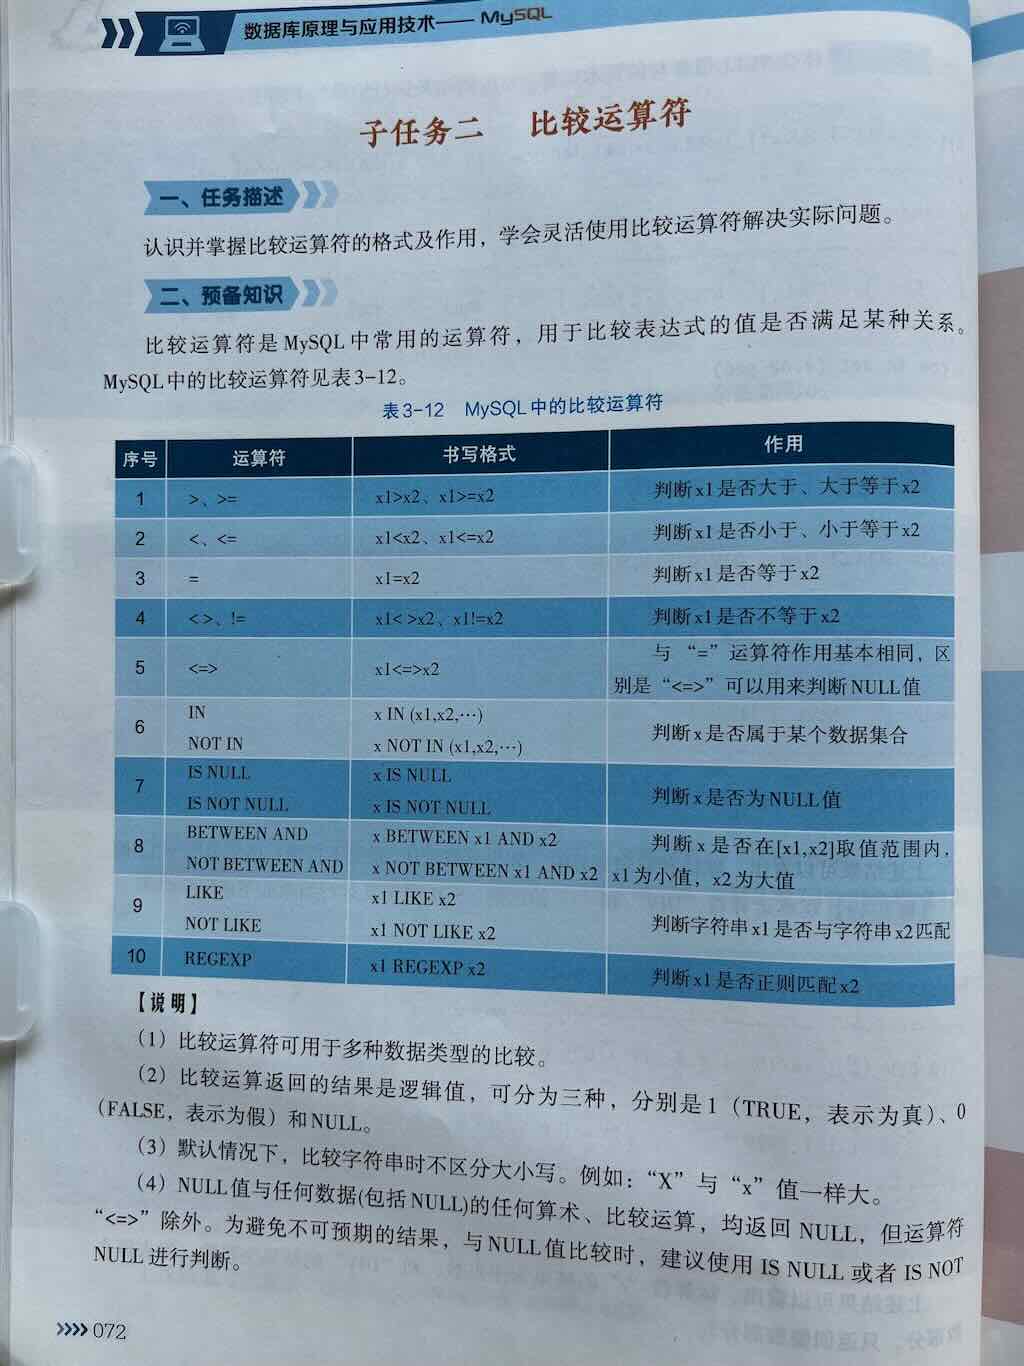 数据库原理与应用技术—— MySQL
子任务二 比较运算符
一、任务描述
认识并掌握比较运算符的格式及作用，学会灵活使用比较运算符解决实际问题。
二、预备知识
比较运算符是 MySQL 中常用的运算符，用于比较表达式的值是否满足某种关系。
MySQL 中的比较运算符见表3-12。
表3-12 MySQL 中的比较运算符
序号 运算符 书写格式 作用
1 >、>= x1>x2、x1>=x2 判断 x1 是否大于、大于等于 x2
2 <、<= x1<x2、x1<=x2 判断 x1 是否小于、小于等于 x2
3 = x1=x2 判断 x1 是否等于 x2
4 < >、!= x1< >x2、x1!=x2 判断 x1 是否不等于 x2
5 <=> x1<=>x2 与 “=” 运算符作用基本相同，区
别是 “<=>” 可以用来判断 NULL 值
6 IN x IN (x1,x2,…) 判断 x 是否属于某个数据集合
NOT IN x NOT IN (x1,x2,…)
7 IS NULL x IS NULL 判断 x 是否为 NULL 值
IS NOT NULL x IS NOT NULL
8 BETWEEN AND x BETWEEN x1 AND x2 判断 x 是否在[x1,x2]取值范围内，
NOT BETWEEN AND x NOT BETWEEN x1 AND x2 x1 为小值，x2 为大值
9 LIKE x1 LIKE x2 判断字符串 x1 是否与字符串 x2 匹配
NOT LIKE x1 NOT LIKE x2
10 REGEXP x1 REGEXP x2 判断 x1 是否正则匹配 x2
【说明】
（1）比较运算符可用于多种数据类型的比较。
（2）比较运算返回的结果是逻辑值，可分为三种，分别是 1（TRUE，表示为真）、0
(FALSE，表示为假）和 NULL。
（3）默认情况下，比较字符串时不区分大小写。例如：“X” 与 “x” 值一样大。
（4）NULL 值与任何数据(包括 NULL)的任何算术、比较运算，均返回 NULL，但运算符
“<=>” 除外。为避免不可预期的结果，与 NULL 值比较时，建议使用 IS NULL 或者 IS NOT
NULL 进行判断。
072